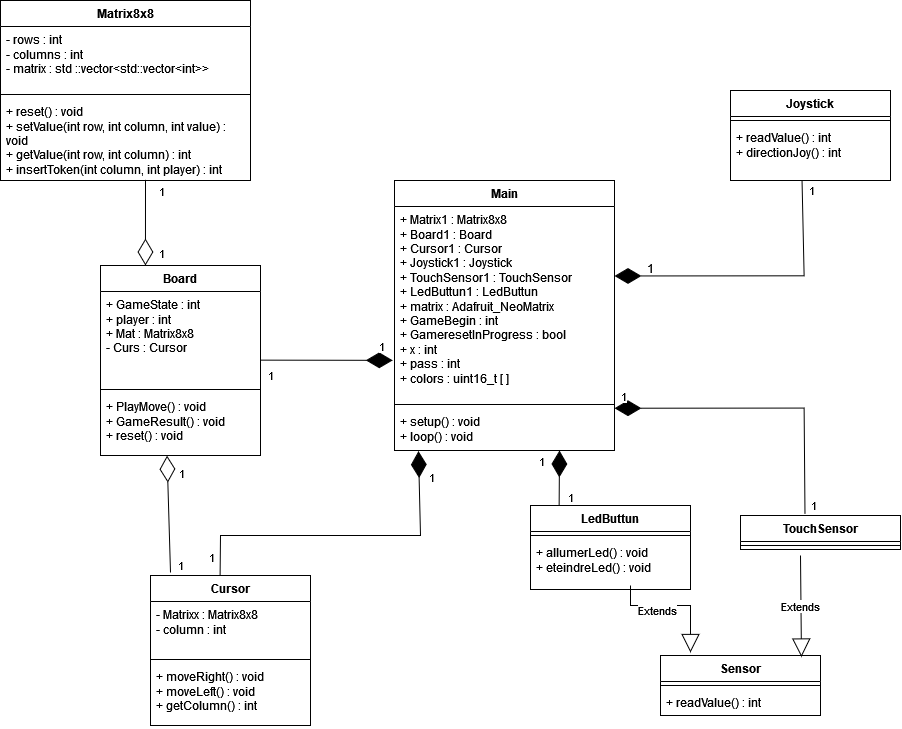 Matrix8x8
- rows : int
- columns : int
- matrix : std ::vector<std::vector<int>>
+ reset() : void
+ setValue(int row, int column, int value) :
void
+ getValue(int row, int column) : int
+ insertToken(int column, int player) : int
1
1
Board
+ GameState : int
+ player : int
+ Mat : Matrix8x8
- Curs : Cursor
+ PlayMove() : void
+ GameResult() : void
+ reset() : void
1
1
1
1
Cursor
- Matrixx : Matrix8x8
- column : int
+ moveRight() : void
+ moveLeft() : void
+ getColumn() : int
1
1
Main
+ Matrix1 : Matrix8x8
+ Board1 : Board
+ Cursor1 : Cursor
+ Joystick1 : Joystick
+ TouchSensor1 : TouchSensor
+ LedButtun1 : LedButtun
+ matrix : Adafruit_NeoMatrix
+ GameBegin : int
+ GameresetInProgress : bool
+ x : int
+ pass : int
+ colors : uint16_t [ ]
+ setup() : void
+ loop() : void
1
1
Joystick
+ readValue() : int
+ directionJoy() : int
1
1
LedButtun
+ allumerLed() : void
+ eteindreLed() : void
1
1
TouchSensor
Extends
Extends
Sensor
+ readValue() : int